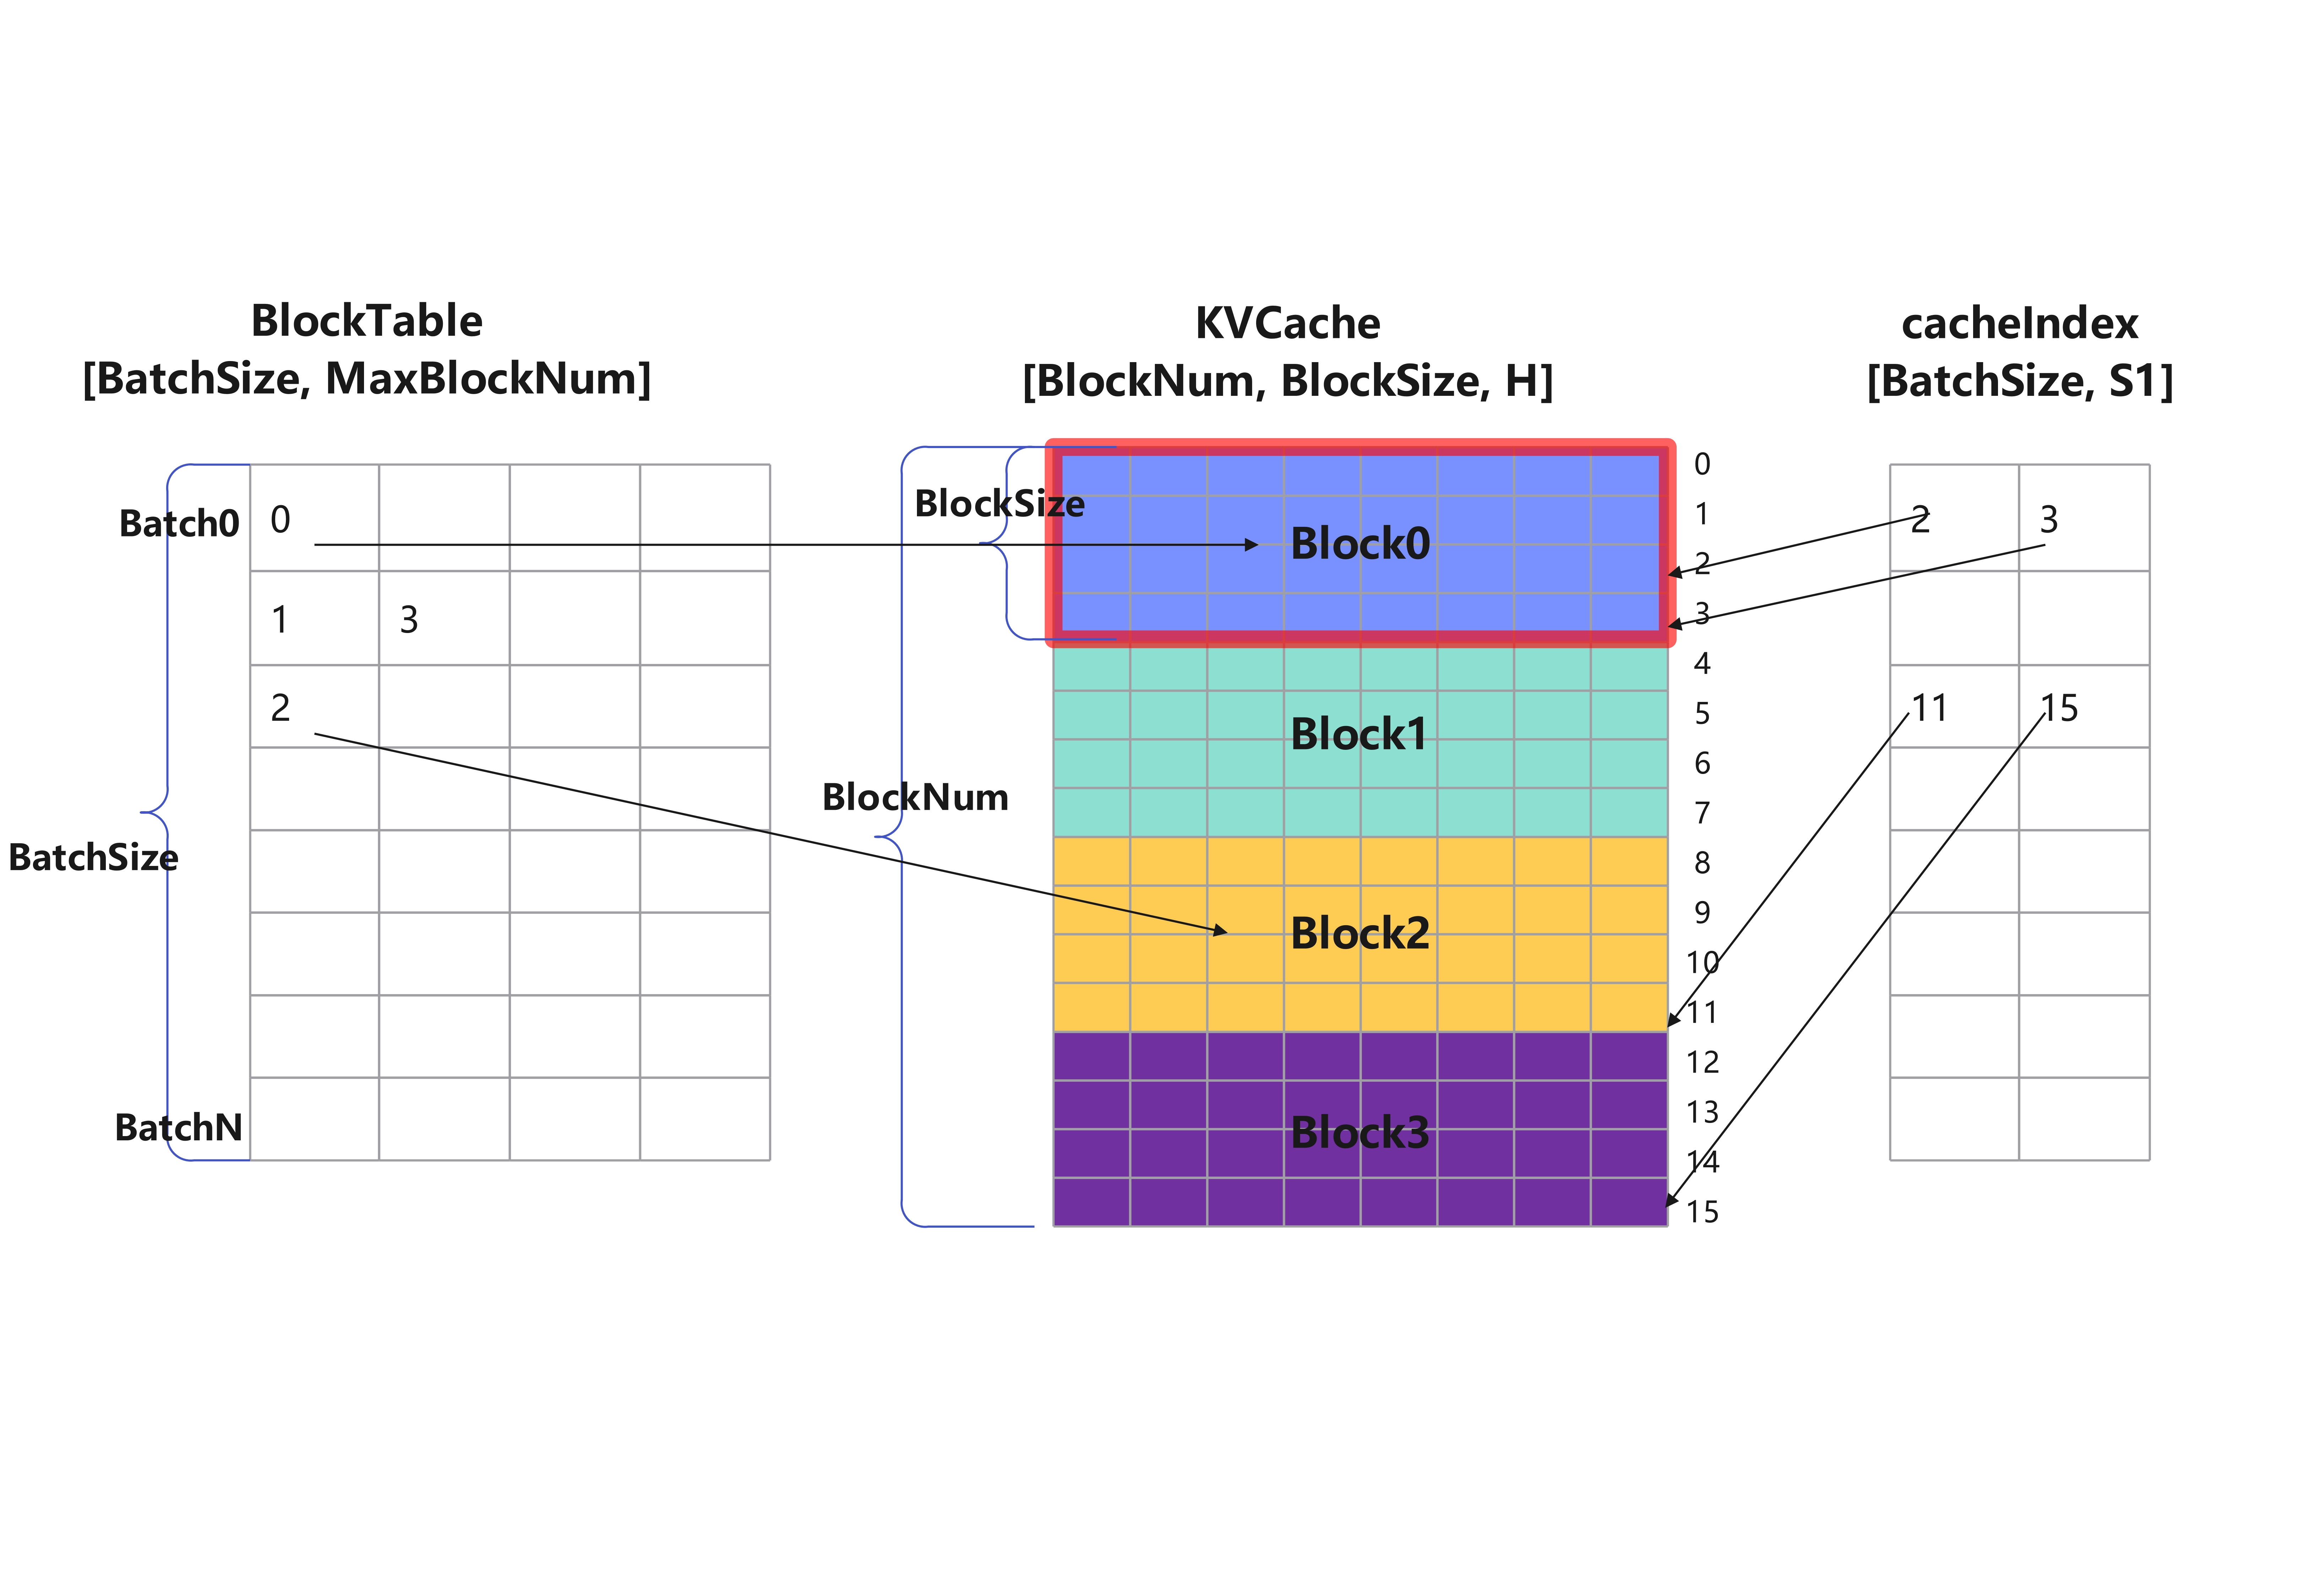 BlockTable
[BatchSize, MaxBlockNum]
KVCache
[BlockNum, BlockSize, H]
cacheIndex
[BatchSize, S1]
Batch0
0
1 3
2
BatchSize
BatchN
BlockSize
BlockNum
Block0
Block1
Block2
Block3
0
1
2
3
4
5
6
7
8
9
10
11
12
13
14
15
2 3
11 15